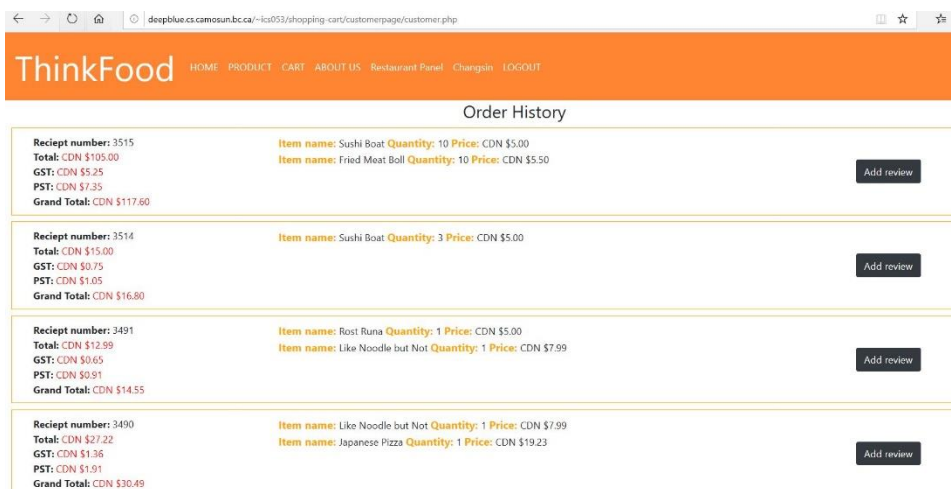 deepblue.cs.camosun.bc.ca/~ics053/shopping-cart/customerpage/customer.php
ThinkFood HOME PRODUCT CART ABOUT US Restaurant Panel Changsin LOGOUT
Order History
Reciept number: 3515
Total: CDN $105.00
GST: CDN $5.25
PST: CDN $7.35
Grand Total: CDN $117.60
Item name: Sushi Boat Quantity: 10 Price: CDN $5.00
Item name: Fried Meat Boll Quantity: 10 Price: CDN $5.50
Add review
Reciept number: 3514
Total: CDN $15.00
GST: CDN $0.75
PST: CDN $1.05
Grand Total: CDN $16.80
Item name: Sushi Boat Quantity: 3 Price: CDN $5.00
Add review
Reciept number: 3491
Total: CDN $12.99
GST: CDN $0.65
PST: CDN $0.91
Grand Total: CDN $14.55
Item name: Rost Runa Quantity: 1 Price: CDN $5.00
Item name: Like Noodle but Not Quantity: 1 Price: CDN $7.99
Add review
Reciept number: 3490
Total: CDN $27.22
GST: CDN $1.36
PST: CDN $1.91
Grand Total: CDN $30.49
Item name: Like Noodle but Not Quantity: 1 Price: CDN $7.99
Item name: Japanese Pizza Quantity: 1 Price: CDN $19.23
Add review